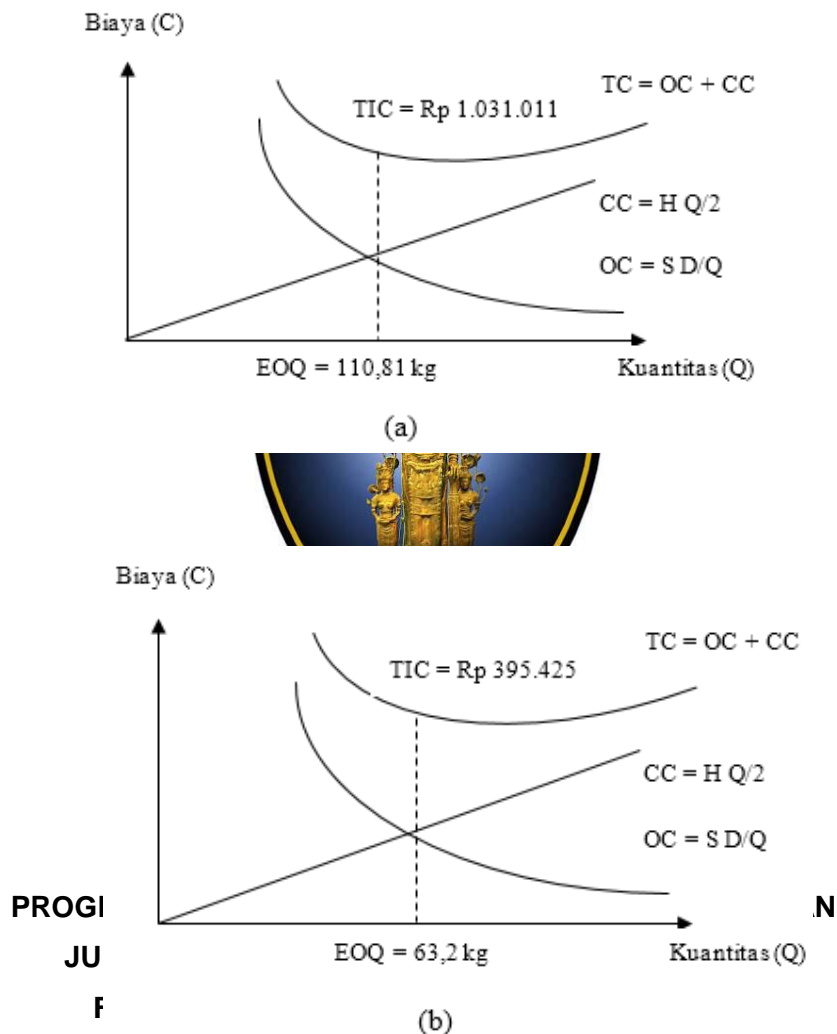 Biaya (C)
TC = OC + CC
TIC = Rp 1.031.011
CC = H Q/2
OC = S D/Q
EOQ = 110,81 kg
Kuantitas (Q)
(a)
Biaya (C)
TC = OC + CC
TIC = Rp 395.425
CC = H Q/2
OC = S D/Q
EOQ = 63,2 kg
Kuantitas (Q)
(b)